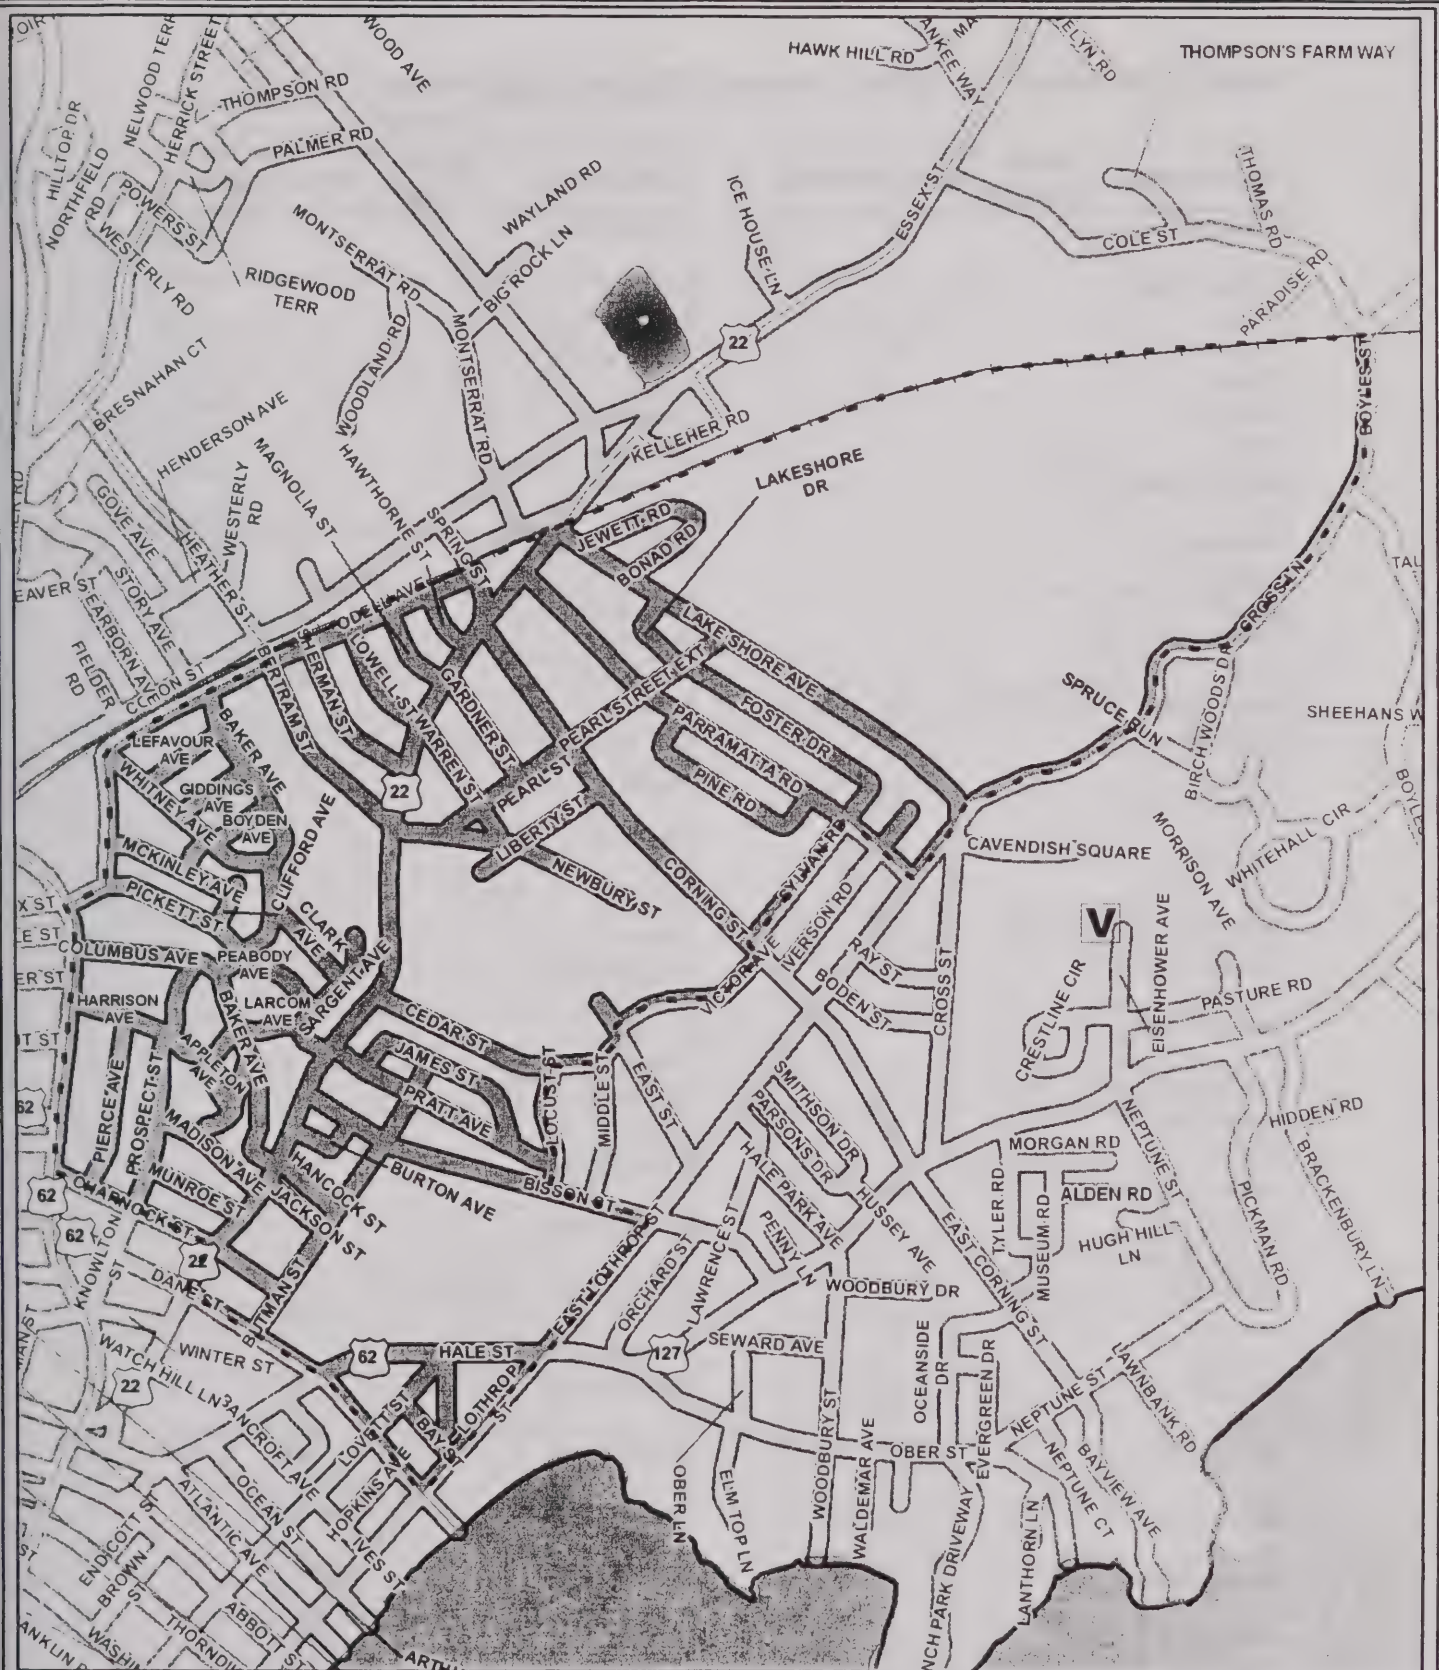 WOOD AVE
HAWK HILL RD
THOMPSON'S FARM WAY
HILLTOP DR
NELWOOD TERR
HERRICK STREET
THOMPSON RD
PALMER RD
NORTHFIELD
RD
POWERS ST
WESTERLY RD
MONTSERRAT RD
WAYLAND RD
BIG ROCK LN
ICE HOUSE LN
ESSEX ST
COLE ST
THOMAS RD
PARADISE RD
RIDGEWOOD
TERR
WOODLAND RD
MONTSERRAT RD
22
BOYLES ST
BRESNAHAN CT
HENDERSON AVE
MAGNOLIA ST
HAWTHORNE ST
SPRING ST
KELLEHER RD
LAKESHORE
DR
GOVE AVE
WESTERLY
RD
HEATHER ST
STORY AVE
JEWETT RD
BONAD RD
LAKE SHORE AVE
CROSS LN
FIELDER
RD
BERTRAM ST
SHERMAN ST
LOWELL ST
WARREN ST
GARDNER ST
PEARL STREET EXT
FOSTER DR
PARRAMATTA RD
PINE RD
SPRUCE RUN
BIRCH WOODS DR
SHEEHANS W
LEFAVOUR
AVE
BAKER AVE
WHITNEY AVE
GIDDINGS
AVE
BOYDEN
AVE
22
PEARL ST
LIBERTY ST
MCKINLEY AVE
CLIFFORD AVE
PICKETT ST
CLARK
AVE
NEWBURY ST
CORNING ST
SYLVAN RD
IVERSON RD
CAVENDISH SQUARE
MORRISON AVE
WHITEHALL CIR
COLUMBUS AVE
PEABODY
AVE
V
HARRISON
AVE
LARCOM
AVE
SARGENT AVE
VICTOR AVE
RAY ST
BODEN ST
CROSS ST
CRESTLINE CIR
EISENHOWER AVE
PASTURE RD
CEDAR ST
JAMES ST
PRATT AVE
LOCUST ST
MIDDLE ST
EAST ST
SMITHSON DR
PARSONS DR
PIERCE AVE
PROSPECT ST
APPLETON
AVE
BAKER AVE
62
MADISON AVE
MUNROE ST
HANCOCK ST
JACKSON ST
BURTON AVE
BISSON ST
HALE PARK AVE
HUSSEY AVE
MORGAN RD
ALDEN RD
TYLER RD
MUSEUM RD
NEPTUNE ST
HUGH HILL
LN
HIDDEN RD
PICKMAN RD
BRACKENBURY LN
62
62
CHARNOCK ST
KNOWLTON
ST
22
DANE ST
BUTMAN ST
EAST LOTHROP ST
ORCHARD ST
LAWRENCE ST
PENNY LN
WOODBURY DR
EAST CORNING ST
WATCH HILL LN
WINTER ST
62
HALE ST
127
SEWARD AVE
OCEANSIDE
DR
EVERGREEN DR
NEPTUNE ST
LAWNBANK RD
22
BANCROFT AVE
LOVETT ST
BAY ST
LOTHROP
ST
WOODBURY ST
WALDEMAR AVE
OBER ST
NEPTUNE CT
BAYVIEW AVE
ATLANTIC AVE
OCEAN ST
HOPKINS AVE
IVES ST
OBER LN
ELM TOP LN
LANTHORN LN
ENDICOTT ST
BROWN
ST
ABBOTT
ST